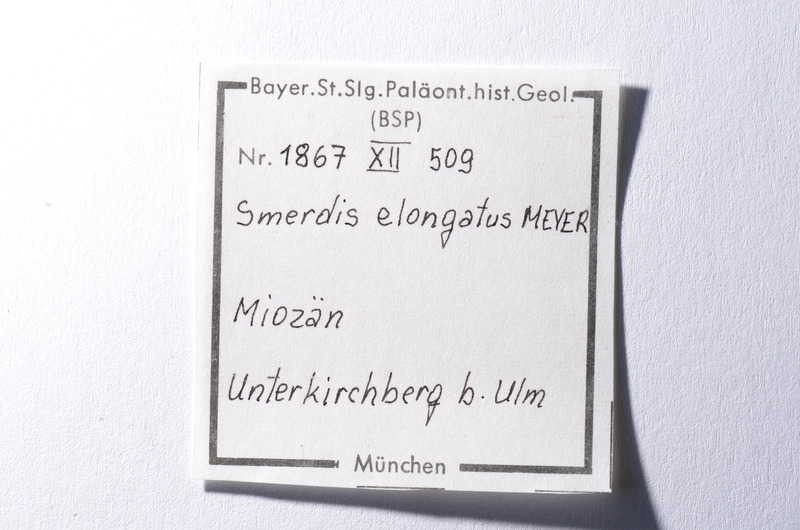 Bayer.St.Slg.Paläont.hist.Geol.
(BSP)
Nr. 1867 XII 509
Smerdis elongatus MEYER
Miozän
Unterkirchberg b. Ulm
München